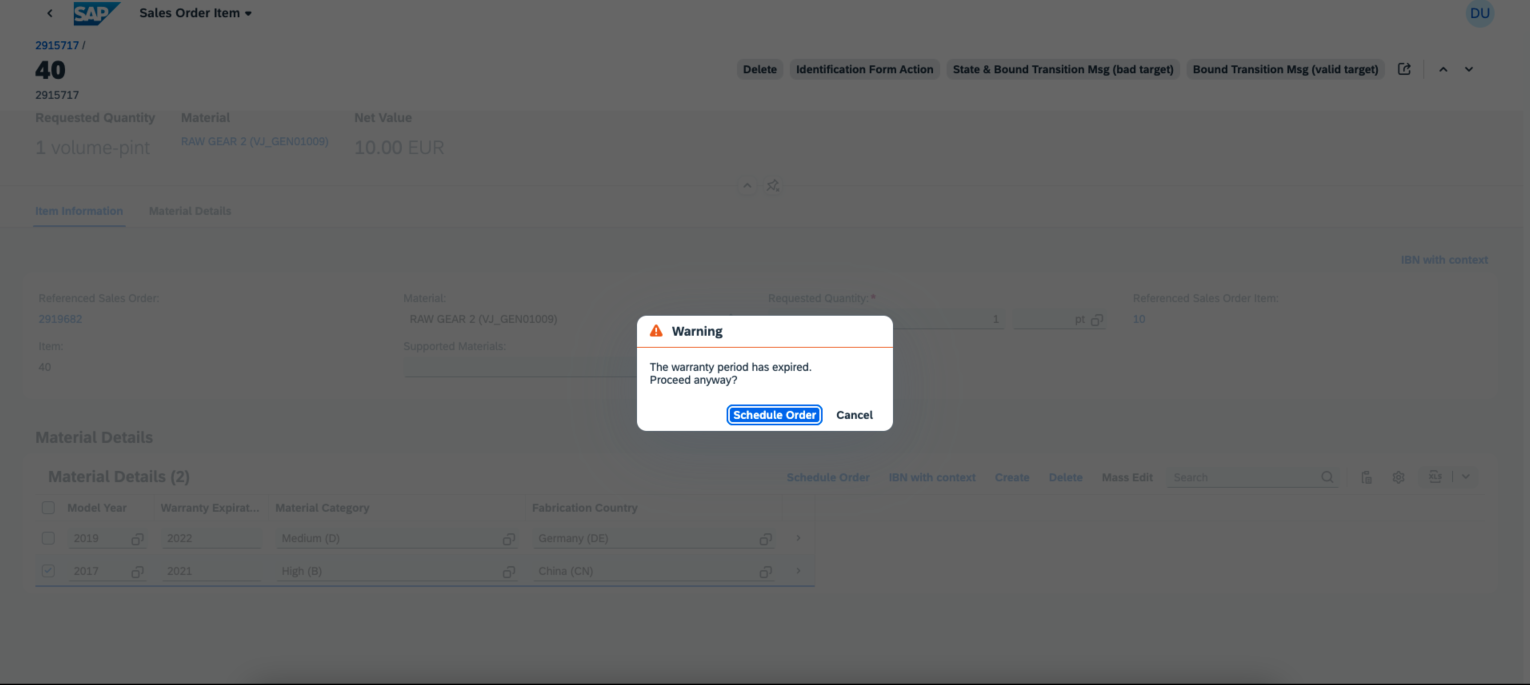 SAP
Sales Order Item
DU
2915717 /
40
Delete
Identification Form Action
State & Bound Transition Msg (bad target)
Bound Transition Msg (valid target)
2915717
Requested Quantity
Material
Net Value
1 volume-pint
RAW GEAR 2 (VJ_GEN01009)
10.00 EUR
Item Information
Material Details
IBN with context
Referenced Sales Order:
Material:
Requested Quantity: *
Referenced Sales Order Item:
2919682
RAW GEAR 2 (VJ_GEN01009)
1
pt
10
Item:
Supported Materials:
40
Warning
The warranty period has expired.
Proceed anyway?
Schedule Order
Cancel
Material Details
Material Details (2)
Schedule Order
IBN with context
Create
Delete
Mass Edit
Search
Model Year
Warranty Expirat...
Material Category
Fabrication Country
2019
2022
Medium (D)
Germany (DE)
2017
2021
High (B)
China (CN)